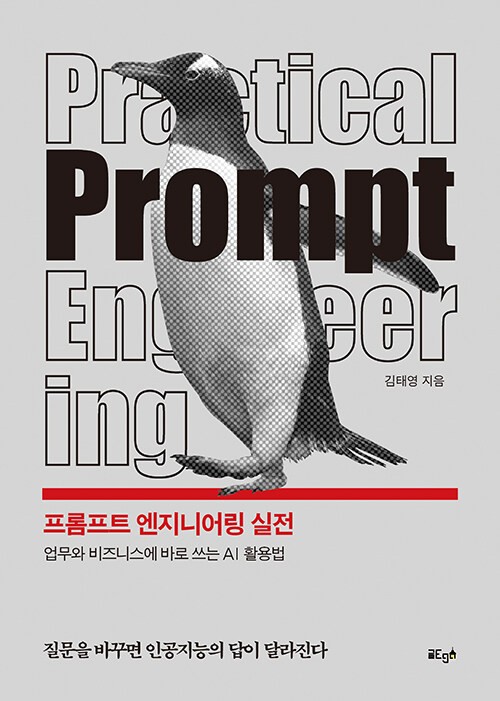 Practical
Prompt
Engineer
ing
김태영 지음
프롬프트 엔지니어링 실전
업무와 비즈니스에 바로 쓰는 AI 활용법
질문을 바꾸면 인공지능의 답이 달라진다